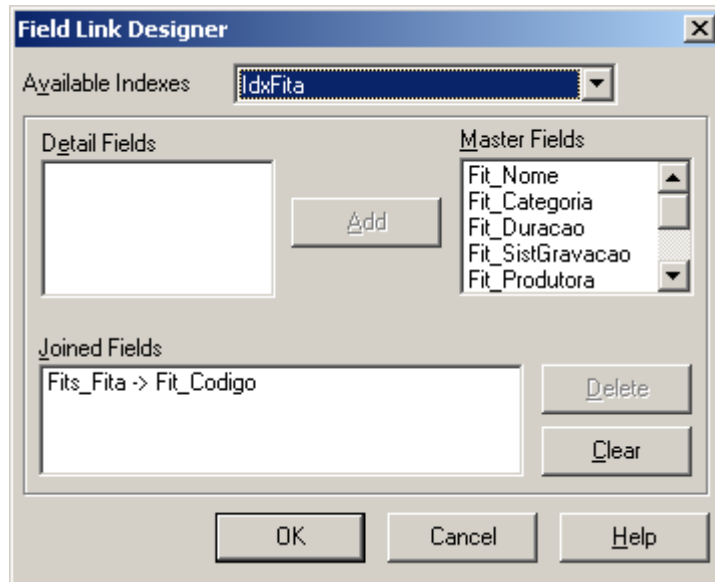 Field Link Designer
Available Indexes
IdxFita
Detail Fields
Master Fields
Fit_Nome
Fit_Categoria
Fit_Duracao
Fit_SistGravacao
Fit_Produtora
Add
Joined Fields
Fits_Fita -> Fit_Codigo
Delete
Clear
OK Cancel Help